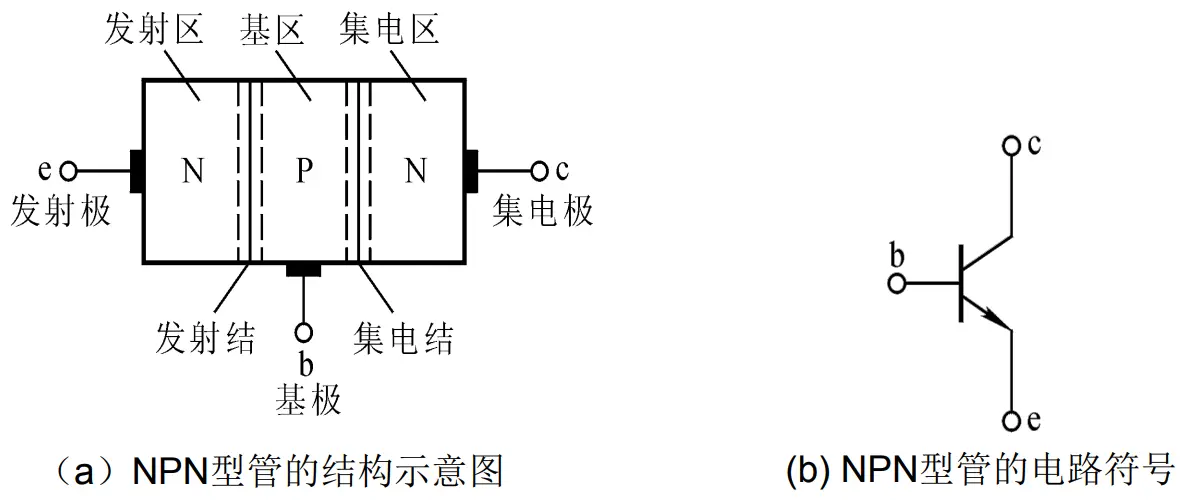 发射区 基区 集电区
c
N P N
e c
b
发射极 集电极
发射结 集电结
b
基极
e
（a）NPN型管的结构示意图
(b) NPN型管的电路符号